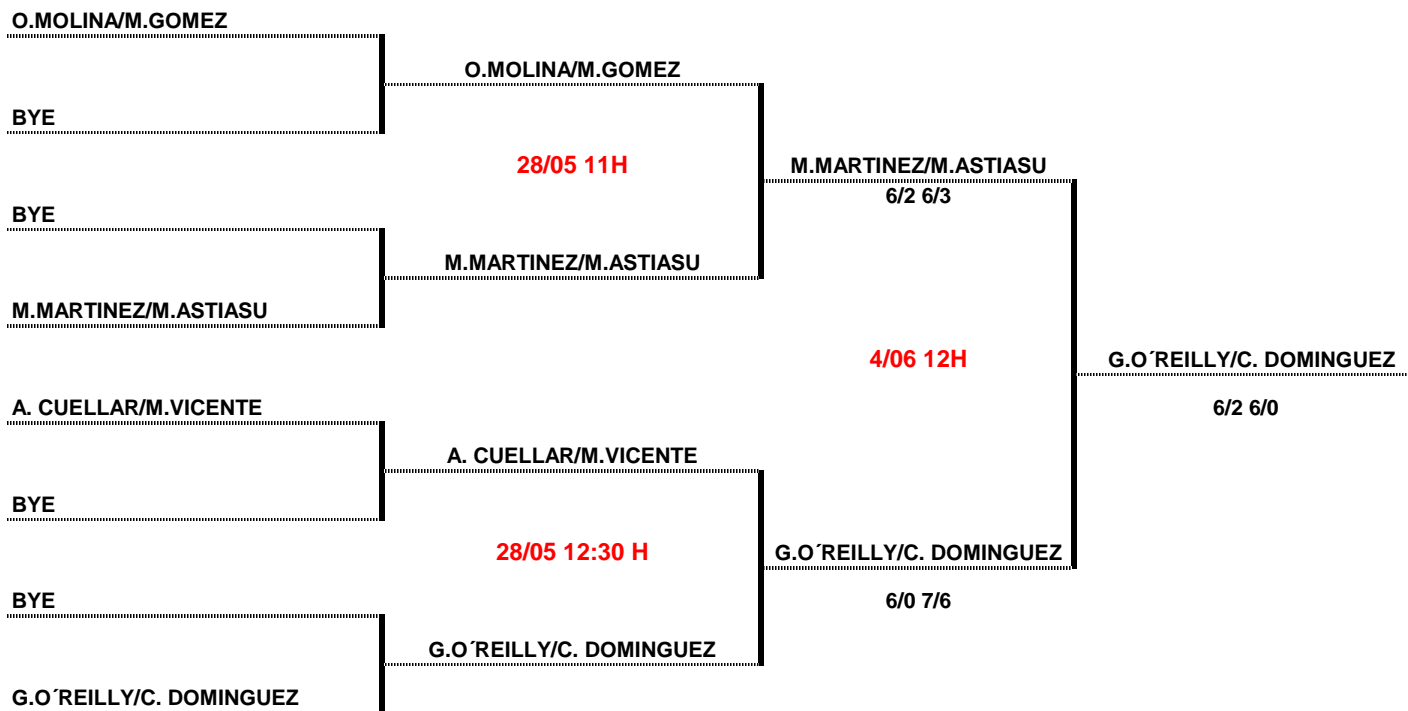 O.MOLINA/M.GOMEZ
O.MOLINA/M.GOMEZ
BYE
28/05 11H
M.MARTINEZ/M.ASTIASU
6/2 6/3
BYE
M.MARTINEZ/M.ASTIASU
M.MARTINEZ/M.ASTIASU
4/06 12H
G.O´REILLY/C. DOMINGUEZ
6/2 6/0
A. CUELLAR/M.VICENTE
A. CUELLAR/M.VICENTE
BYE
28/05 12:30 H
G.O´REILLY/C. DOMINGUEZ
6/0 7/6
BYE
G.O´REILLY/C. DOMINGUEZ
G.O´REILLY/C. DOMINGUEZ